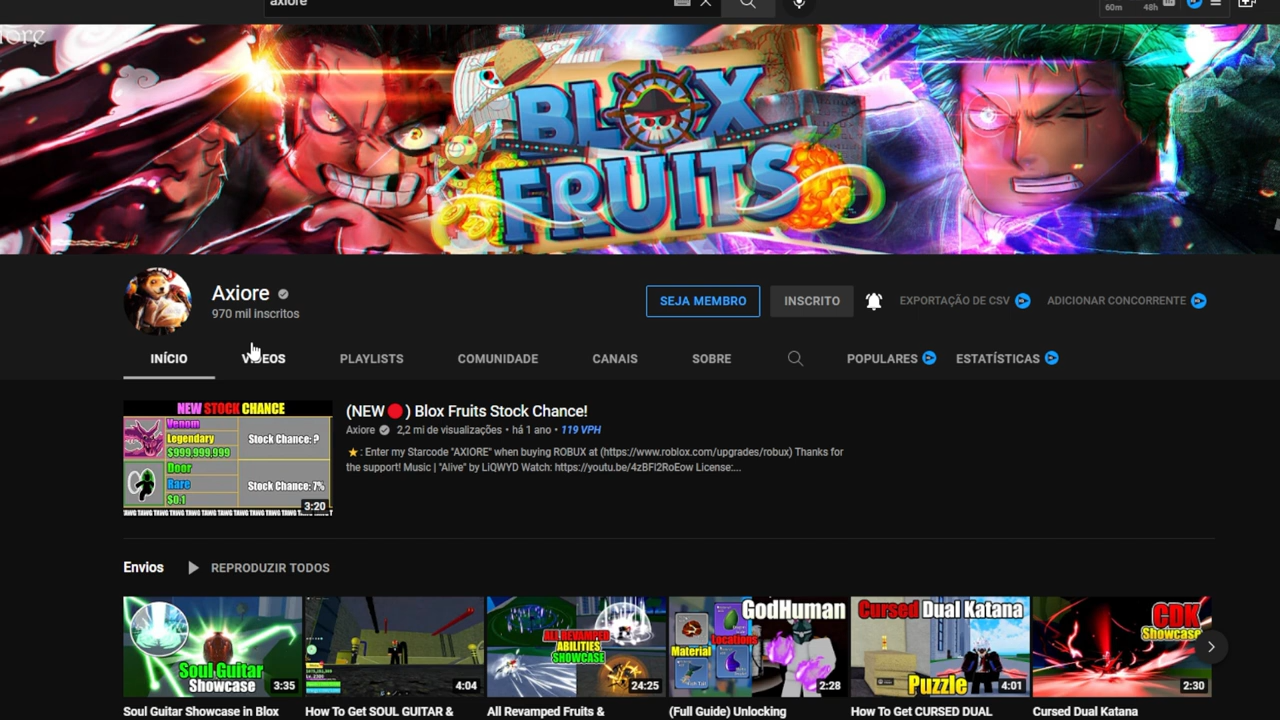 axiore
60m
48h
BLOX
FRUITS
Axiore
970 mil inscritos
SEJA MEMBRO
INSCRITO
EXPORTAÇÃO DE CSV
ADICIONAR CONCORRENTE
INÍCIO
VÍDEOS
PLAYLISTS
COMUNIDADE
CANAIS
SOBRE
POPULARES
ESTATÍSTICAS
NEW STOCK CHANCE
Venom
Legendary
$999,999,999
Stock Chance: ?
Door
Rare
$0,1
Stock Chance: 7%
3:20
(NEW🔴) Blox Fruits Stock Chance!
Axiore
2,2 mi de visualizações • há 1 ano • 119 VPH
⭐: Enter my Starcode "AXIORE" when buying ROBUX at (https://www.roblox.com/upgrades/robux) Thanks for
the support! Music | "Alive" by LiQWYD Watch: https://youtu.be/4zBFl2RoEow License:...
Envios
REPRODUZIR TODOS
Soul Guitar
Showcase
3:35
4:04
ALL REVAMPED
ABILITIES
SHOWCASE
24:25
GodHuman
Locations
Material
2:28
Cursed Dual Katana
Puzzle
4:01
CDK
Showcase
2:30
Soul Guitar Showcase in Blox
How To Get SOUL GUITAR &
All Revamped Fruits &
(Full Guide) Unlocking
How To Get CURSED DUAL
Cursed Dual Katana